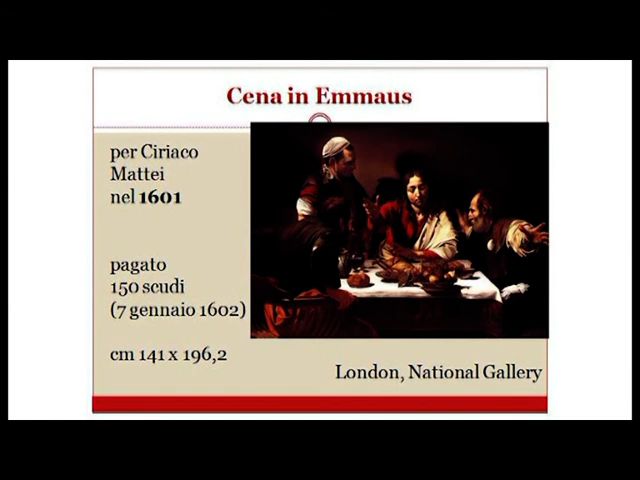 Cena in Emmaus
per Ciriaco
Mattei
nel 1601
pagato
150 scudi
(7 gennaio 1602)
cm 141 x 196,2
London, National Gallery